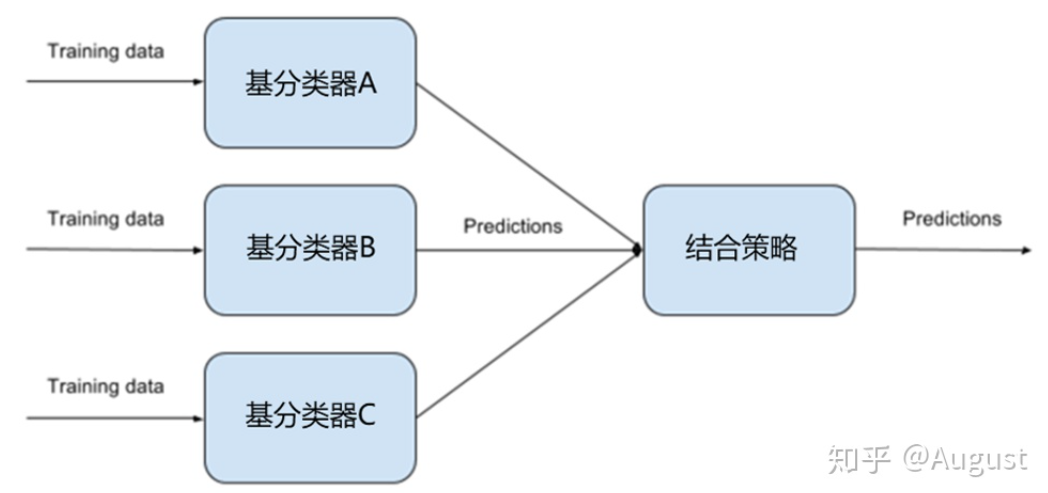 Training data
基分类器A
Training data
基分类器B
Predictions
结合策略
Predictions
Training data
基分类器C
知乎 @August